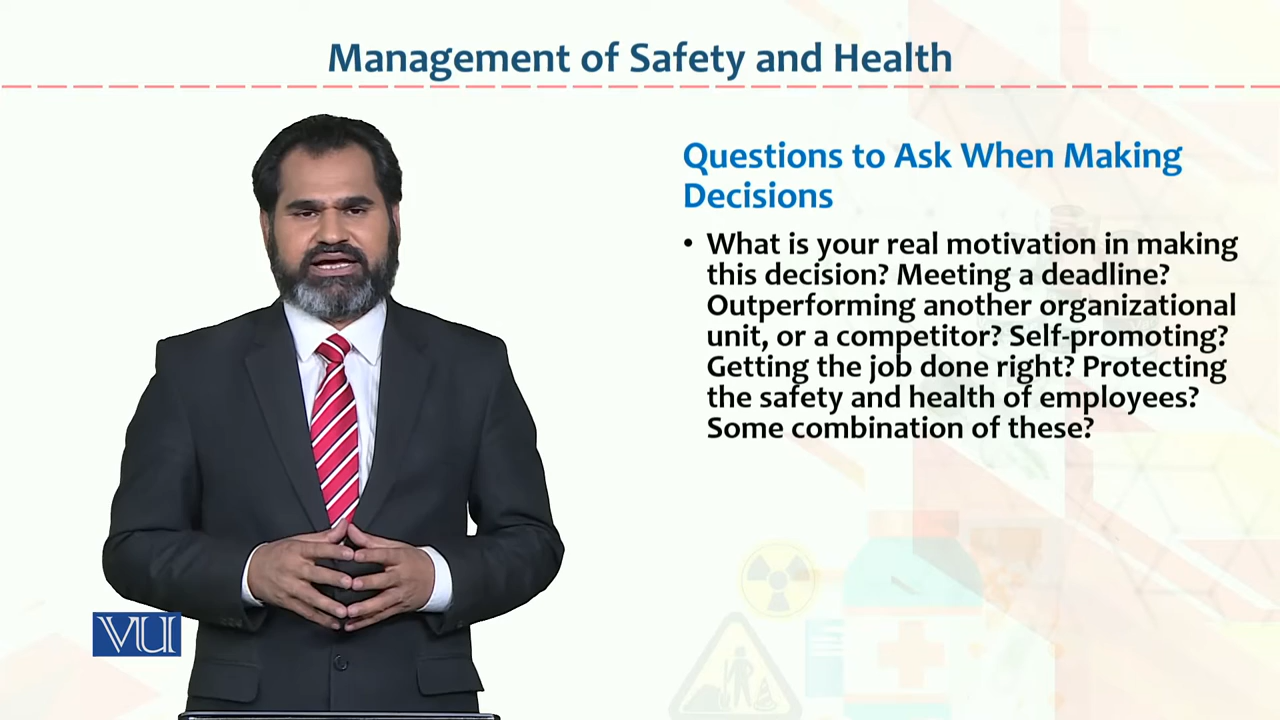 Management of Safety and Health
Questions to Ask When Making
Decisions
• What is your real motivation in making
this decision? Meeting a deadline?
Outperforming another organizational
unit, or a competitor? Self-promoting?
Getting the job done right? Protecting
the safety and health of employees?
Some combination of these?
VU